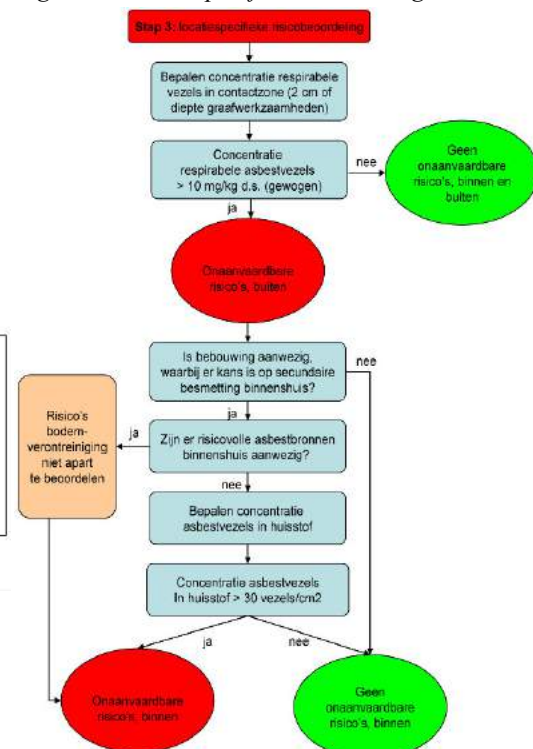 Stap 3: locatiespecifieke risicobeoordeling
Bepalen concentratie respirabele
vezels in contactzone (2 cm of
diepte graafwerkzaamheden)
Concentratie
respirabele asbestvezels
> 10 mg/kg d.s. (gewogen)
nee
Geen
onaanvaardbare
risico's, binnen en
buiten
ja
Onaanvaardbare
risico's, buiten
Is bebouwing aanwezig,
waarbij er kans is op secundaire
besmetting binnenshuis?
nee
ja
Zijn er risicovolle asbestbronnen
binnenshuis aanwezig?
ja
Risico's
bodem-
verontreiniging
niet apart
te beoordelen
nee
Bepalen concentratie
asbestvezels in huisstof
Concentratie asbestvezels
In huisstof > 30 vezels/cm2
ja
nee
Onaanvaardbare
risico's, binnen
Geen
onaanvaardbare
risico's, binnen